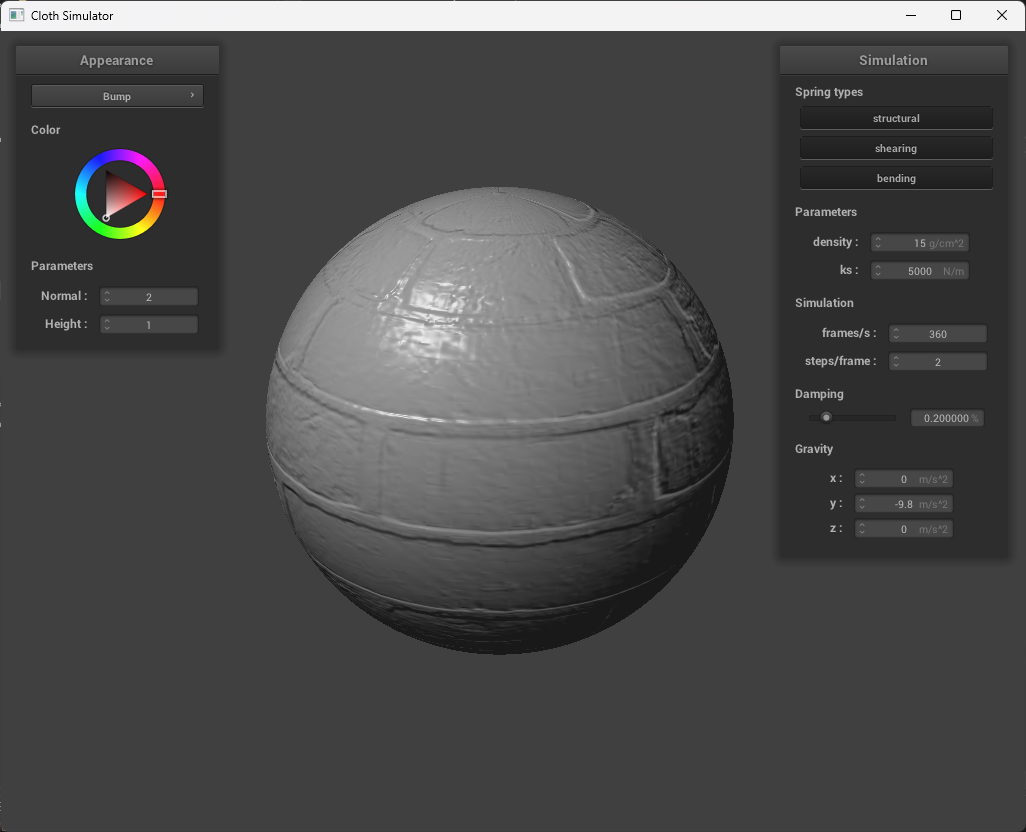 Cloth Simulator
Appearance
Bump
Color
Parameters
Normal : 2
Height : 1
Simulation
Spring types
structural
shearing
bending
Parameters
density : 15 g/cm^2
ks : 5000 N/m
Simulation
frames/s : 360
steps/frame : 2
Damping
0.200000 %
Gravity
x : 0 m/s^2
y : -9.8 m/s^2
z : 0 m/s^2